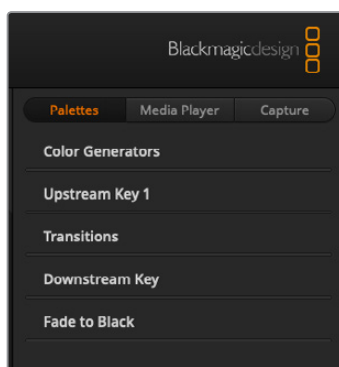 Blackmagicdesign
Palettes Media Player Capture
Color Generators
Upstream Key 1
Transitions
Downstream Key
Fade to Black